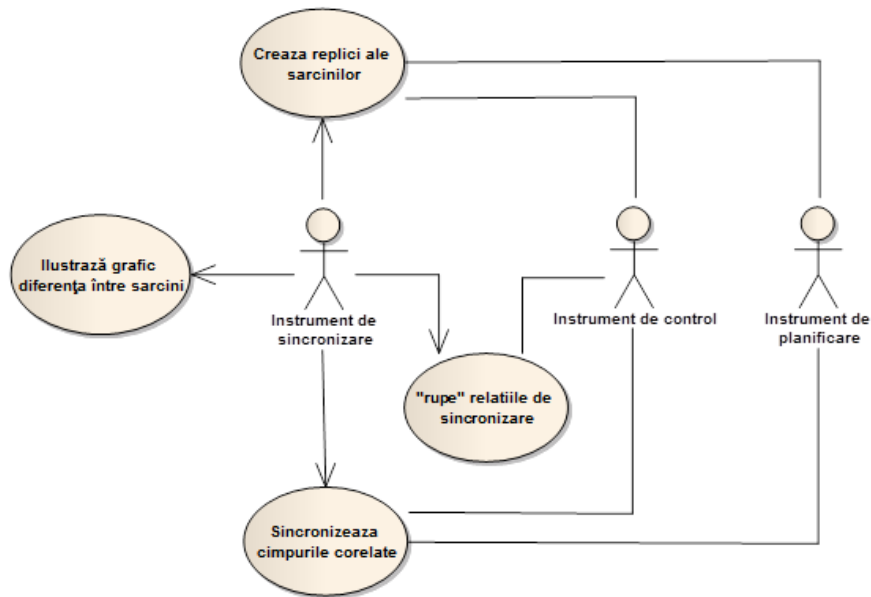 Creaza replici ale
sarcinilor
Ilustrază grafic
diferenţa între sarcini
Instrument de
sincronizare
Instrument de control
Instrument de
planificare
"rupe" relatiile de
sincronizare
Sincronizeaza
cimpurile corelate